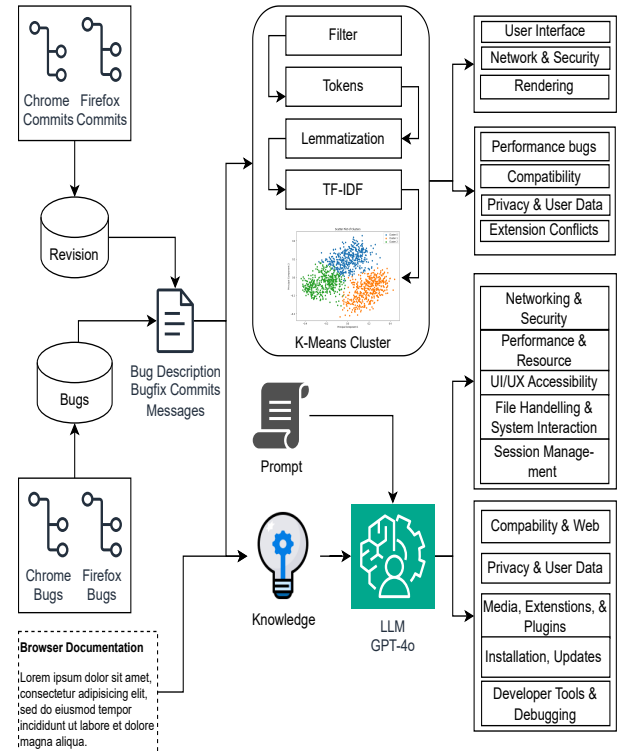 Chrome Firefox
Commits Commits
Revision
Bugs
Bug Description
Bugfix Commits
Messages
Chrome Firefox
Bugs Bugs
Browser Documentation
Lorem ipsum dolor sit amet,
consectetur adipisicing elit,
sed do eiusmod tempor
incididunt ut labore et dolore
magna aliqua.
Filter
Tokens
Lemmatization
TF-IDF
K-Means Cluster
Prompt
Knowledge
LLM
GPT-4o
User Interface
Network & Security
Rendering
Performance bugs
Compatibility
Privacy & User Data
Extension Conflicts
Networking &
Security
Performance &
Resource
UI/UX Accessibility
File Handelling &
System Interaction
Session Manage-
ment
Compability & Web
Privacy & User Data
Media, Extenstions, &
Plugins
Installation, Updates
Developer Tools &
Debugging